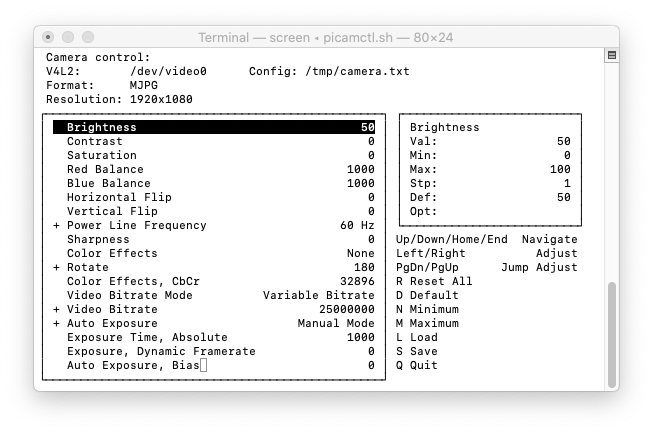 Terminal — screen ◂ picamctl.sh — 80×24
Camera control:
V4L2: /dev/video0 Config: /tmp/camera.txt
Format: MJPG
Resolution: 1920x1080
Brightness 50
Contrast 0
Saturation 0
Red Balance 1000
Blue Balance 1000
Horizontal Flip 0
Vertical Flip 0
+ Power Line Frequency 60 Hz
Sharpness 0
Color Effects None
+ Rotate 180
Color Effects, CbCr 32896
Video Bitrate Mode Variable Bitrate
+ Video Bitrate 25000000
+ Auto Exposure Manual Mode
Exposure Time, Absolute 1000
Exposure, Dynamic Framerate 0
Auto Exposure, Bias 0
Brightness
Val: 50
Min: 0
Max: 100
Stp: 1
Def: 50
Opt:
Up/Down/Home/End Navigate
Left/Right Adjust
PgDn/PgUp Jump Adjust
R Reset All
D Default
N Minimum
M Maximum
L Load
S Save
Q Quit